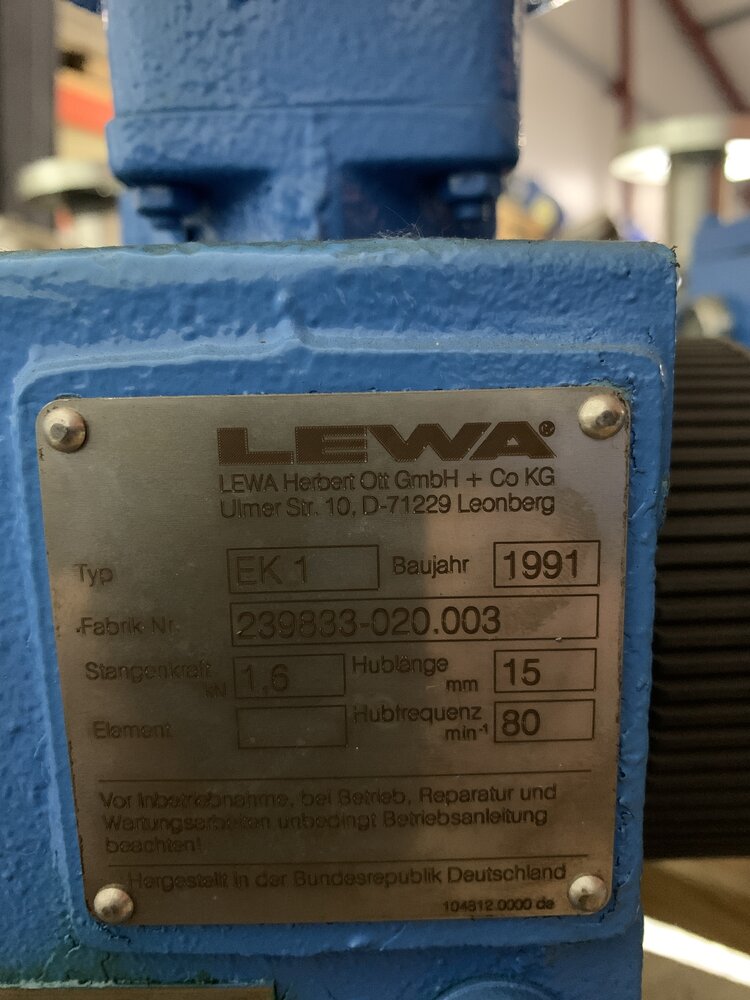 LEWA®
LEWA Herbert Ott GmbH + Co KG
Ulmer Str. 10, D-71229 Leonberg
Typ EK 1 Baujahr 1991
Fabrik Nr. 239833-020.003
Stangenkraft kN 1,6 Hublänge mm 15
Element Hubfrequenz min-1 80
Vor Inbetriebnahme, bei Betrieb, Reparatur und
Wartungsarbeiten unbedingt Betriebsanleitung
beachten!
Hergestellt in der Bundesrepublik Deutschland
104812.0000 de